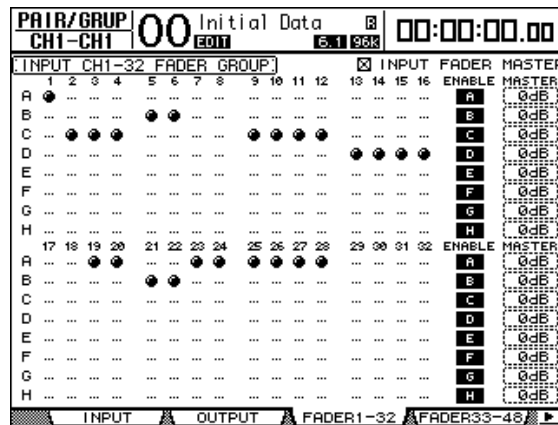 PAIR/GRUP
CH1-CH1
00 Initial Data
EDIT
6.1 96k
00:00:00.00
INPUT CH1-32 FADER GROUP
INPUT FADER MASTER
1 2 3 4 5 6 7 8 9 10 11 12 13 14 15 16 ENABLE MASTER
A A 0dB
B B 0dB
C C 0dB
D D 0dB
E E 0dB
F F 0dB
G G 0dB
H H 0dB
17 18 19 20 21 22 23 24 25 26 27 28 29 30 31 32 ENABLE MASTER
A A 0dB
B B 0dB
C C 0dB
D D 0dB
E E 0dB
F F 0dB
G G 0dB
H H 0dB
INPUT OUTPUT FADER1-32 FADER33-48